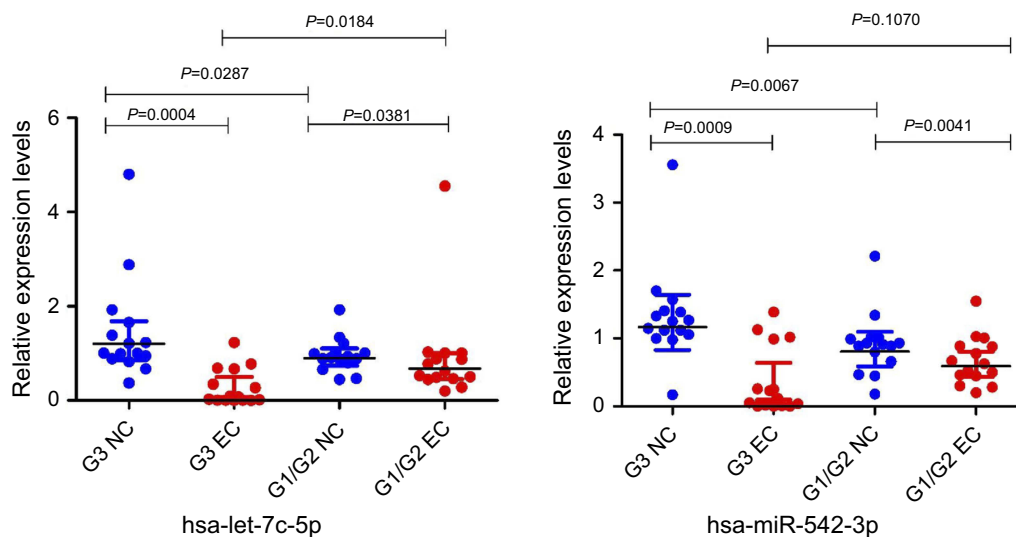 P=0.0184
P=0.0287
P=0.0004
P=0.0381
Relative expression levels
6
4
2
0
G3 NC
G3 EC
G1/G2 NC
G1/G2 EC
hsa-let-7c-5p
P=0.1070
P=0.0067
P=0.0009
P=0.0041
Relative expression levels
4
3
2
1
0
G3 NC
G3 EC
G1/G2 NC
G1/G2 EC
hsa-miR-542-3p